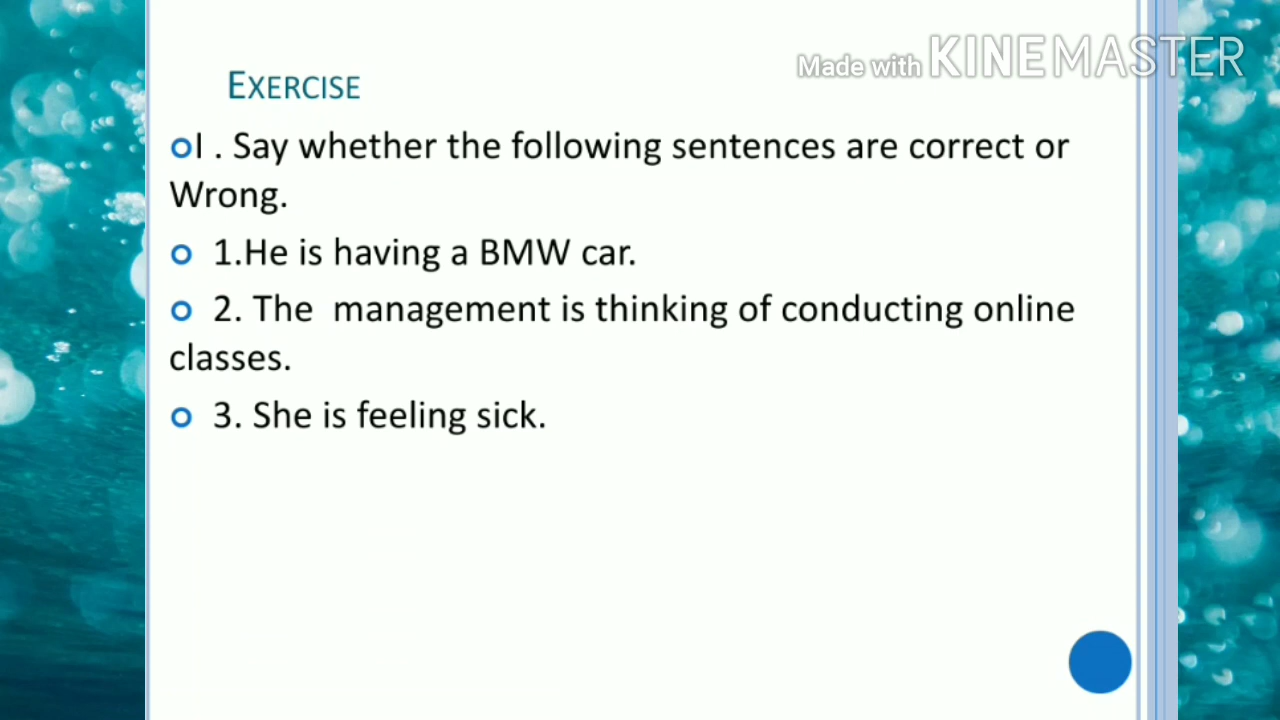 Made with KINEMASTER
EXERCISE
I . Say whether the following sentences are correct or
Wrong.
1.He is having a BMW car.
2. The management is thinking of conducting online
classes.
3. She is feeling sick.